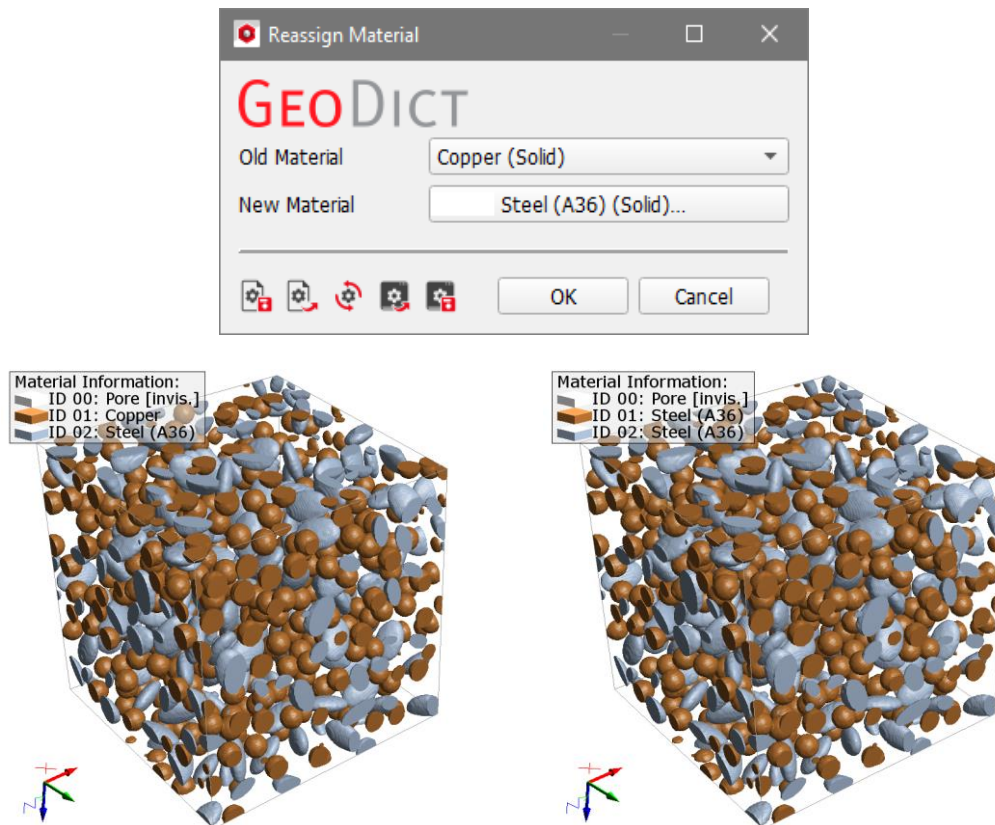 Reassign Material
GEODICT
Old Material Copper (Solid)
New Material Steel (A36) (Solid)...
OK Cancel
Material Information:
ID 00: Pore [invis.]
ID 01: Copper
ID 02: Steel (A36)
X
Z
Material Information:
ID 00: Pore [invis.]
ID 01: Steel (A36)
ID 02: Steel (A36)
X
Z